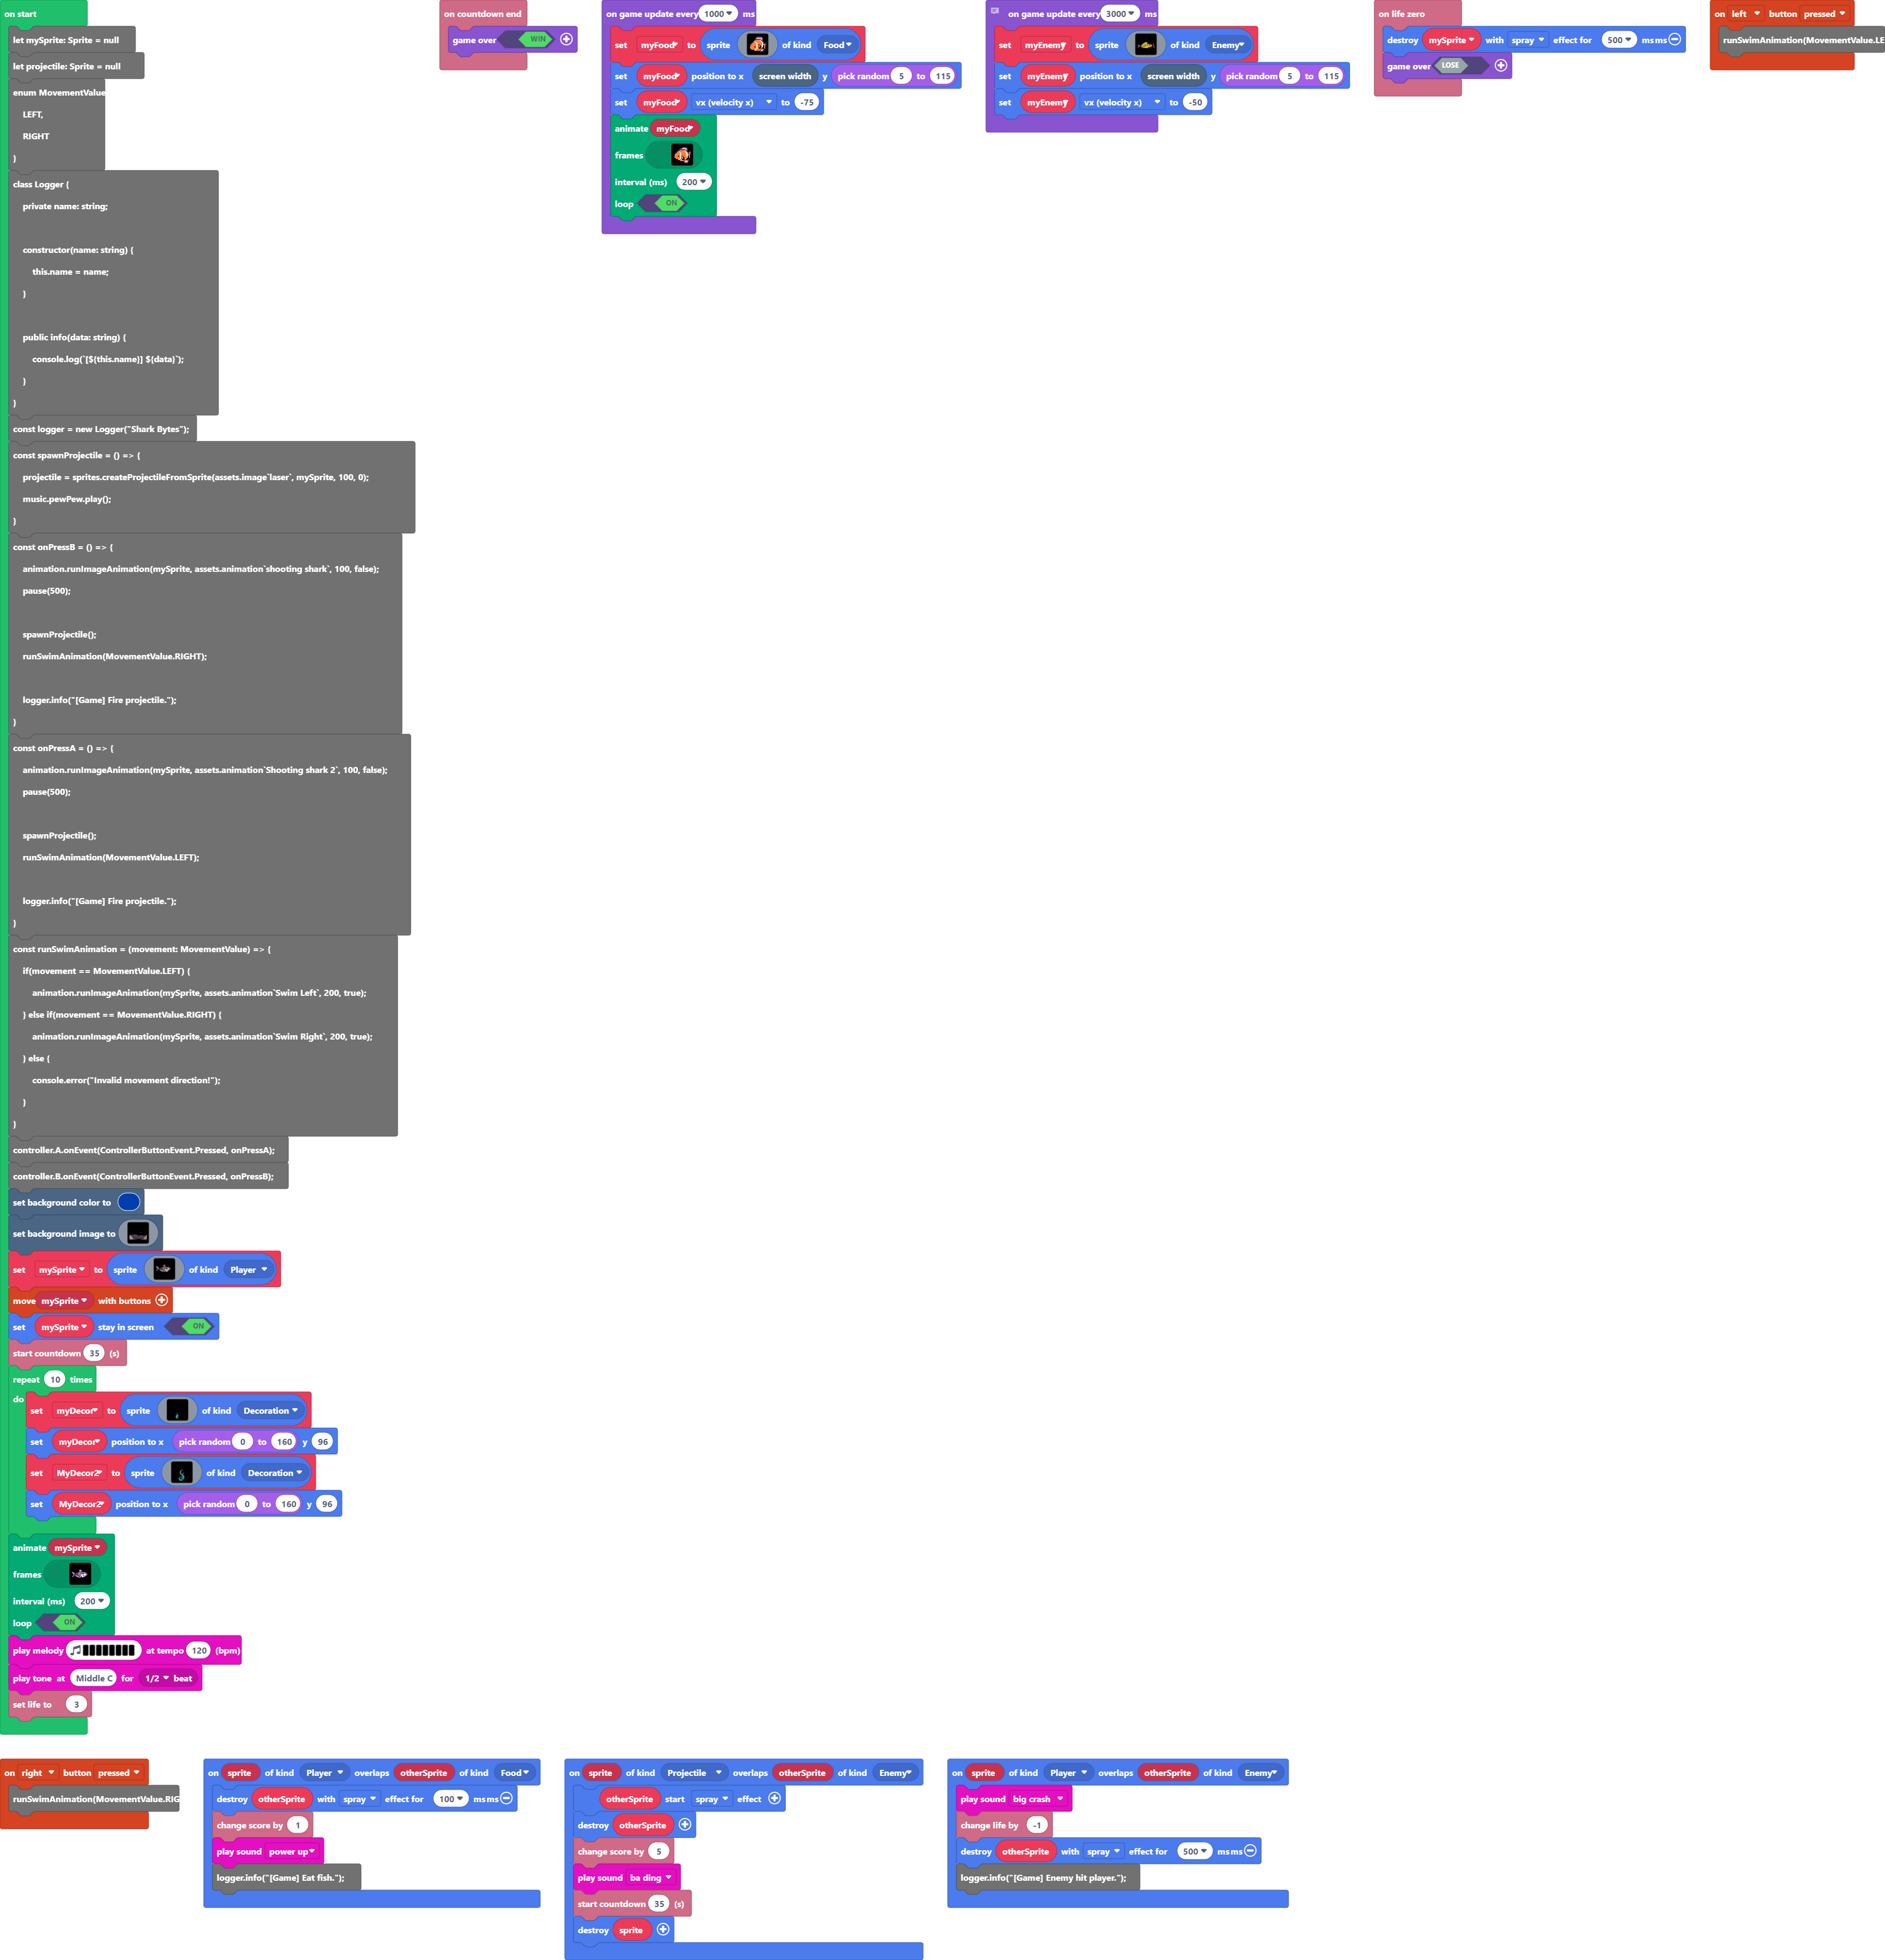 on start
let mySprite: Sprite = null
let projectile: Sprite = null
enum MovementValue
LEFT,
RIGHT
}
class Logger {
private name: string;
constructor(name: string) {
this.name = name;
}
public info(data: string) {
console.log(`[${this.name}] ${data}`);
}
}
const logger = new Logger("Shark Bytes");
const spawnProjectile = () => {
projectile = sprites.createProjectileFromSprite(assets.image`laser`, mySprite, 100, 0);
music.pewPew.play();
}
const onPressB = () => {
animation.runImageAnimation(mySprite, assets.animation`shooting shark`, 100, false);
pause(500);
spawnProjectile();
runSwimAnimation(MovementValue.RIGHT);
logger.info("[Game] Fire projectile.");
}
const onPressA = () => {
animation.runImageAnimation(mySprite, assets.animation`Shooting shark 2`, 100, false);
pause(500);
spawnProjectile();
runSwimAnimation(MovementValue.LEFT);
logger.info("[Game] Fire projectile.");
}
const runSwimAnimation = (movement: MovementValue) => {
if(movement == MovementValue.LEFT) {
animation.runImageAnimation(mySprite, assets.animation`Swim Left`, 200, true);
} else if(movement == MovementValue.RIGHT) {
animation.runImageAnimation(mySprite, assets.animation`Swim Right`, 200, true);
} else {
console.error("Invalid movement direction!");
}
}
controller.A.onEvent(ControllerButtonEvent.Pressed, onPressA);
controller.B.onEvent(ControllerButtonEvent.Pressed, onPressB);
set background color to
set background image to
set mySprite to sprite of kind Player
move mySprite with buttons
set mySprite stay in screen ON
start countdown 35 (s)
repeat 10 times
do
set myDecor to sprite of kind Decoration
set myDecor position to x pick random 0 to 160 y 96
set MyDecor2 to sprite of kind Decoration
set MyDecor2 position to x pick random 0 to 160 y 96
animate mySprite
frames
interval (ms) 200
loop ON
play melody at tempo 120 (bpm)
play tone at Middle C for 1/2 beat
set life to 3
on countdown end
game over WIN
on game update every 1000 ms
set myFood to sprite of kind Food
set myFood position to x screen width y pick random 5 to 115
set myFood vx (velocity x) to -75
animate myFood
frames
interval (ms) 200
loop ON
on game update every 3000 ms
set myEnemy to sprite of kind Enemy
set myEnemy position to x screen width y pick random 5 to 115
set myEnemy vx (velocity x) to -50
on life zero
destroy mySprite with spray effect for 500 ms ms
game over LOSE
on left button pressed
runSwimAnimation(MovementValue.LE
on right button pressed
runSwimAnimation(MovementValue.RIG
on sprite of kind Player overlaps otherSprite of kind Food
destroy otherSprite with spray effect for 100 ms ms
change score by 1
play sound power up
logger.info("[Game] Eat fish.");
on sprite of kind Projectile overlaps otherSprite of kind Enemy
otherSprite start spray effect
destroy otherSprite
change score by 5
play sound ba ding
start countdown 35 (s)
destroy sprite
on sprite of kind Player overlaps otherSprite of kind Enemy
play sound big crash
change life by -1
destroy otherSprite with spray effect for 500 ms ms
logger.info("[Game] Enemy hit player.");